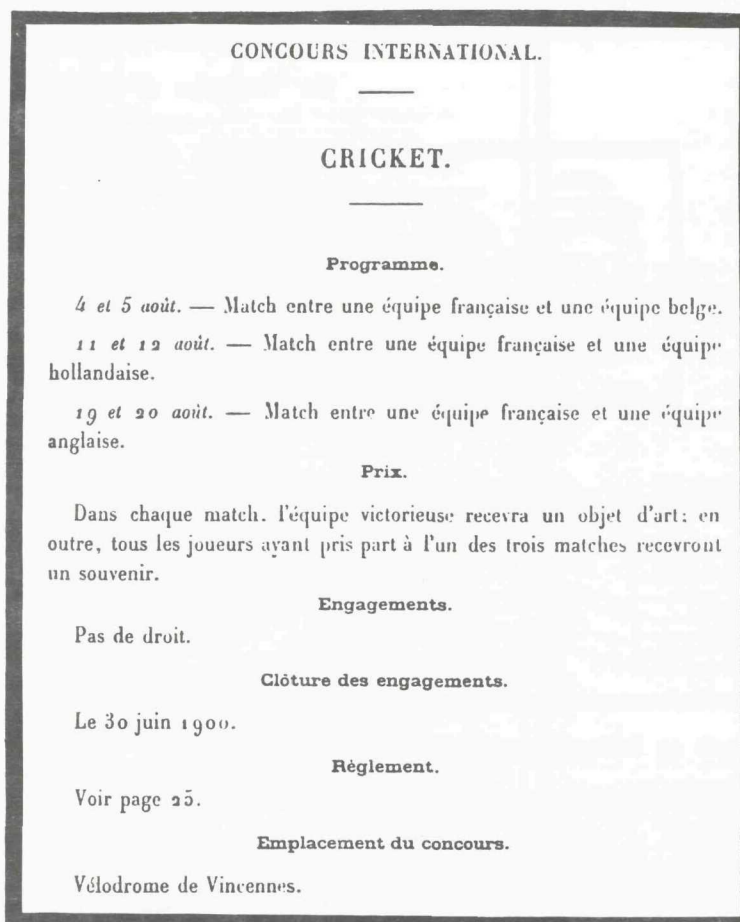 CONCOURS INTERNATIONAL.
CRICKET.
Programme.
4 et 5 août. — Match entre une équipe française et une équipe belge.
11 et 12 août. — Match entre une équipe française et une équipe
hollandaise.
19 et 20 août. — Match entre une équipe française et une équipe
anglaise.
Prix.
Dans chaque match. l'équipe victorieuse recevra un objet d'art: en
outre, tous les joueurs ayant pris part à l'un des trois matches recevront
un souvenir.
Engagements.
Pas de droit.
Clôture des engagements.
Le 30 juin 1900.
Règlement.
Voir page 25.
Emplacement du concours.
Vélodrome de Vincennes.